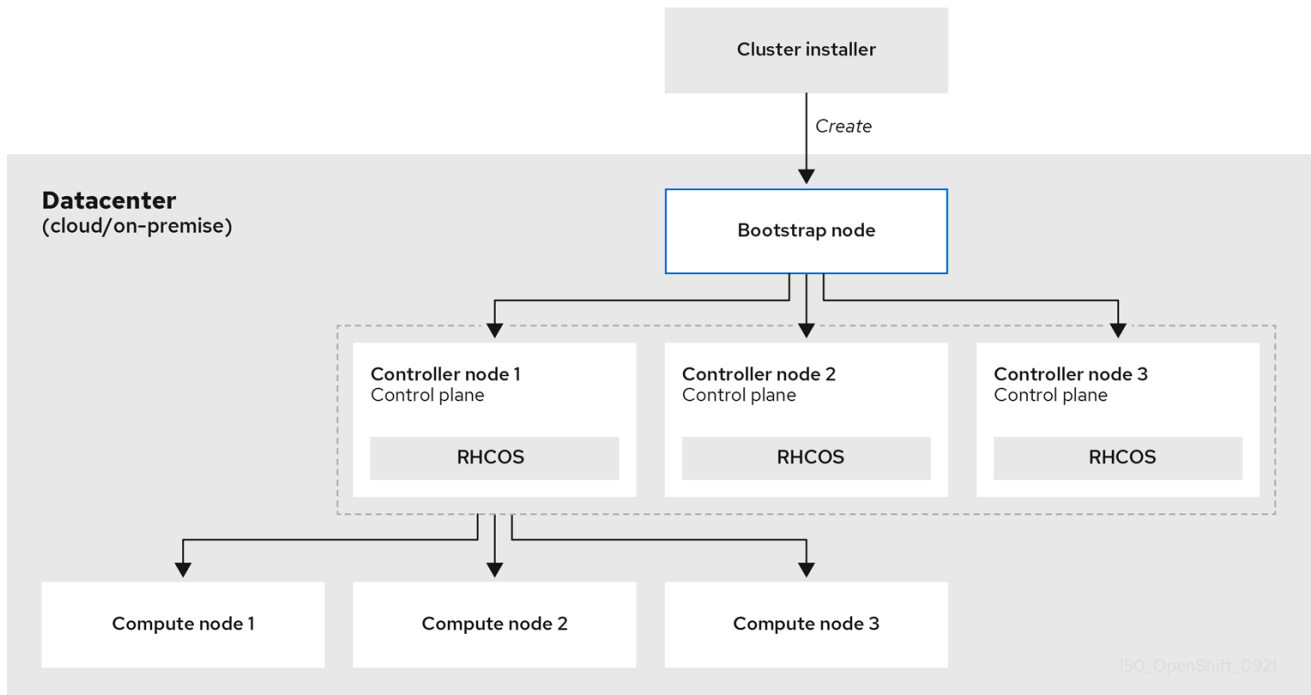 Cluster installer
Create
Datacenter
(cloud/on-premise)
Bootstrap node
Controller node 1
Control plane
RHCOS
Controller node 2
Control plane
RHCOS
Controller node 3
Control plane
RHCOS
Compute node 1
Compute node 2
Compute node 3
150_OpenShift_0921